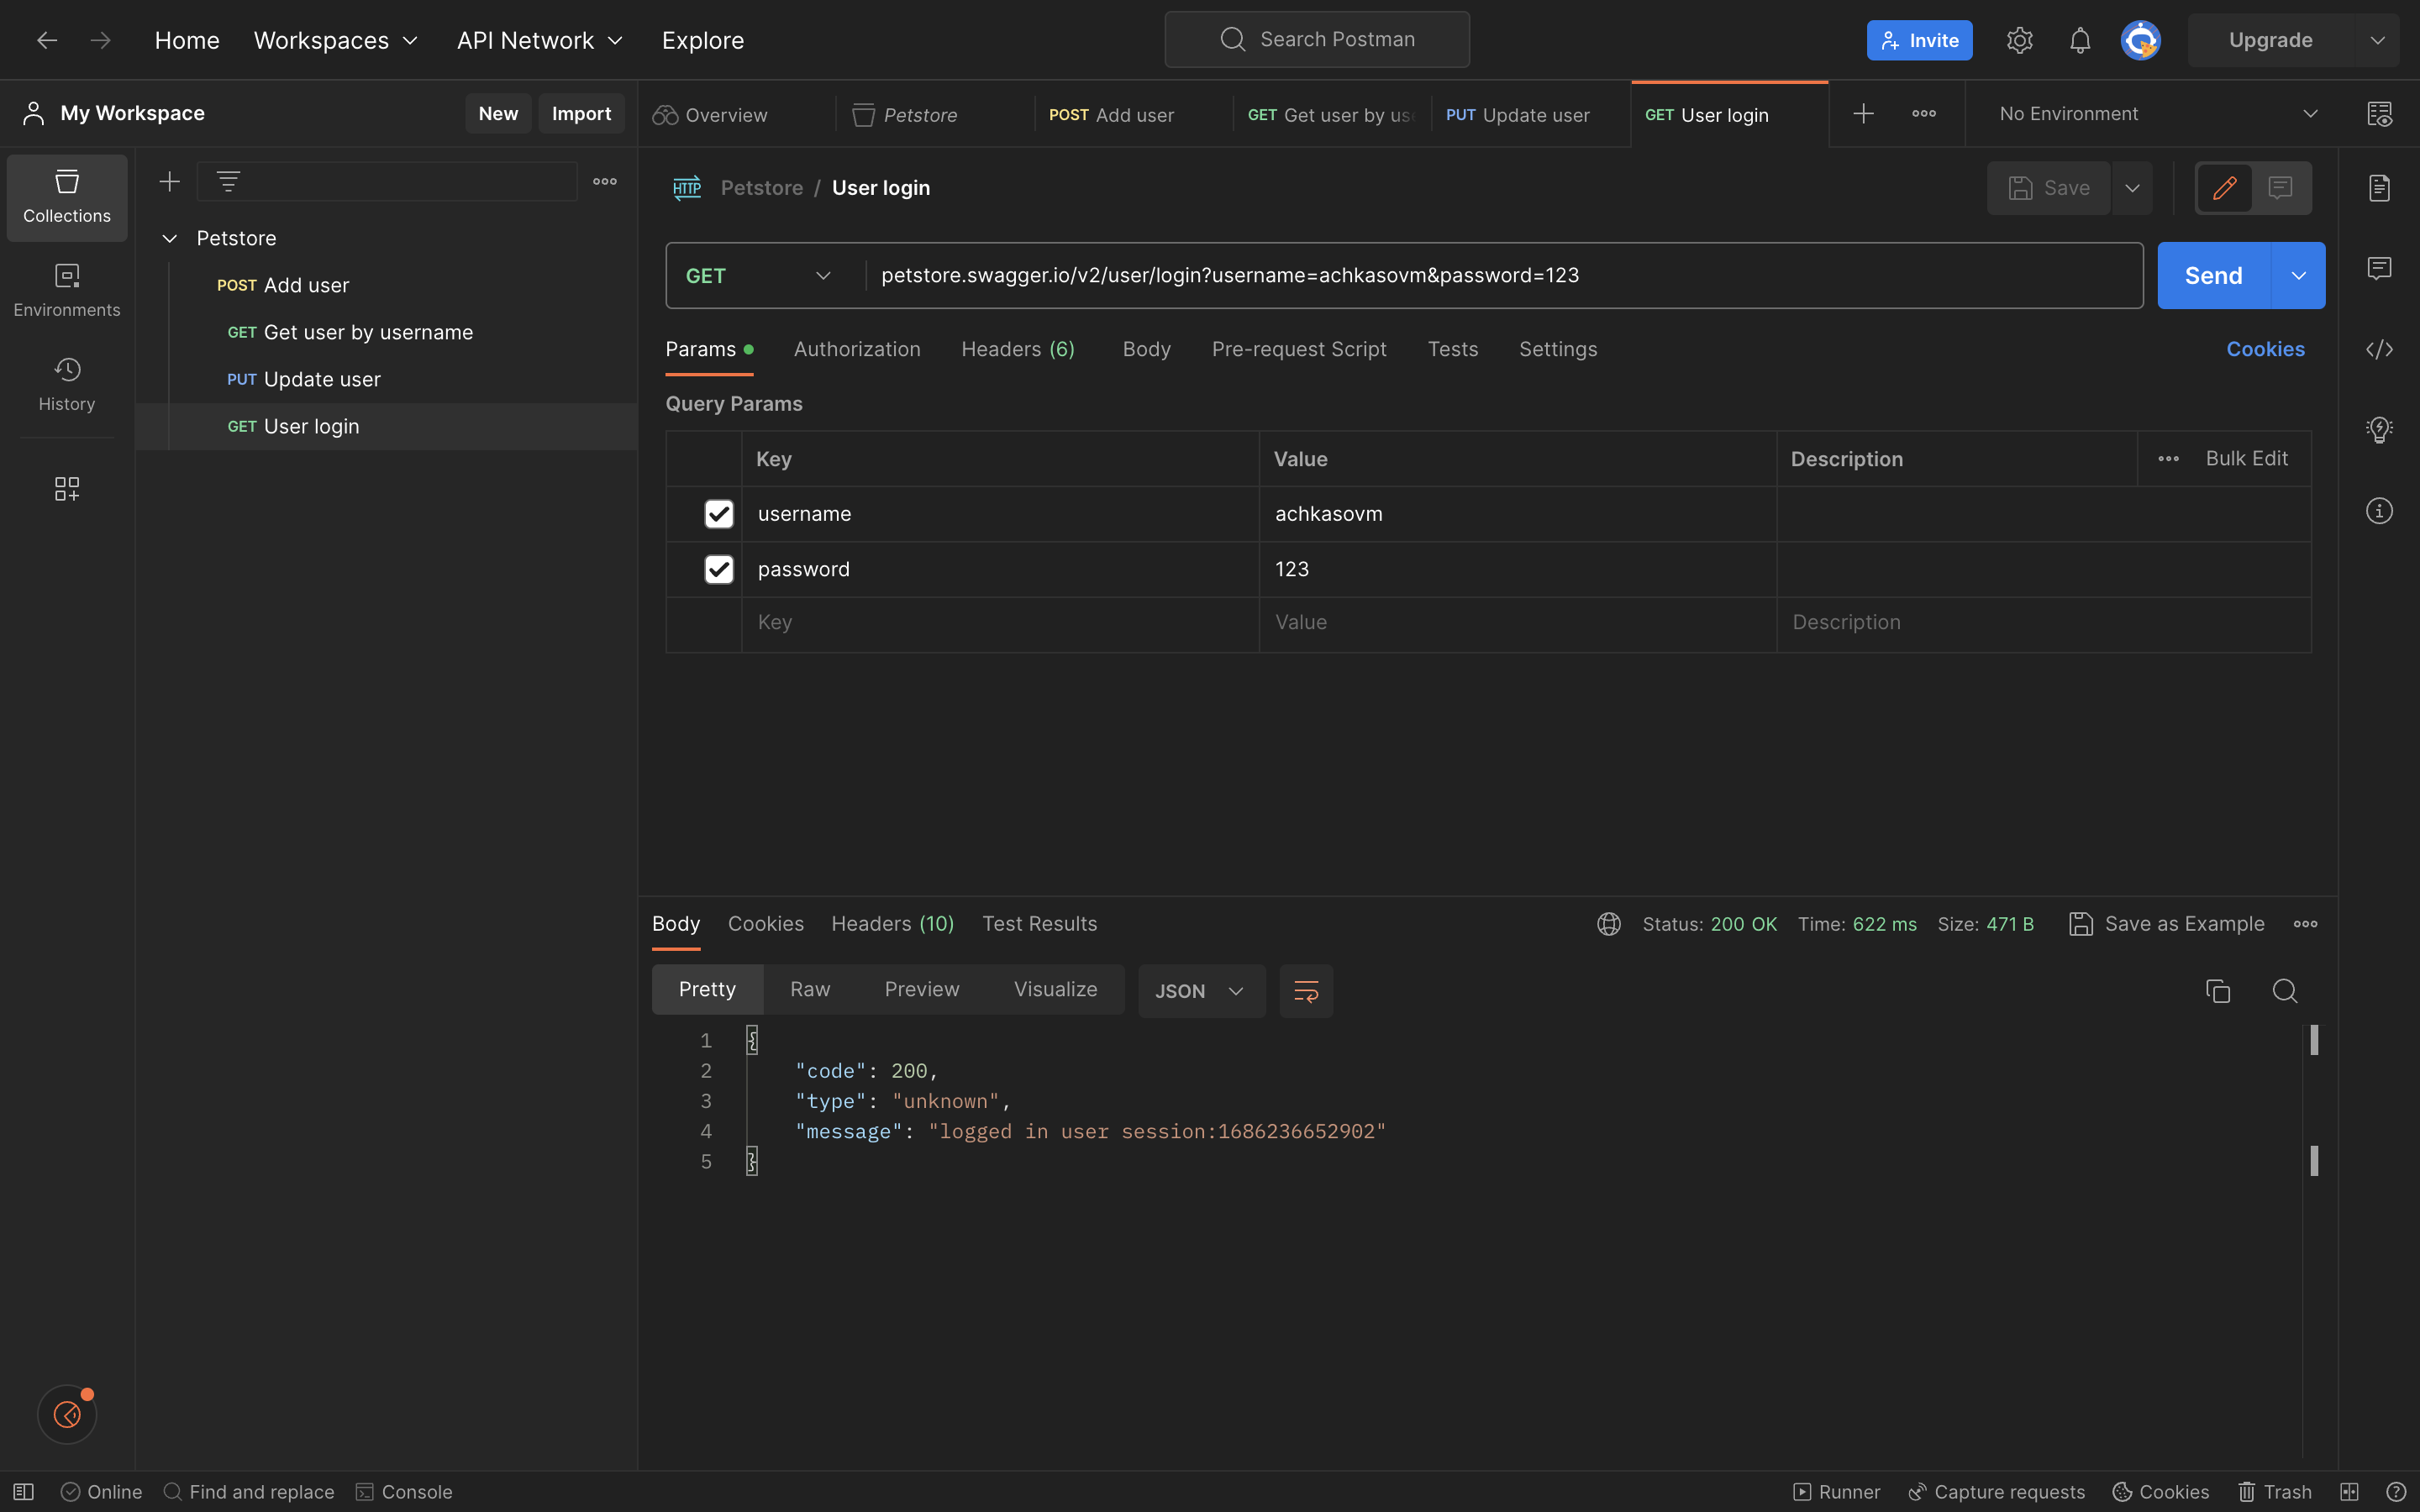 Home Workspaces API Network Explore Search Postman Invite Upgrade
My Workspace New Import Overview Petstore POST Add user GET Get user by us PUT Update user GET User login No Environment
Collections
Environments
History
Petstore
POST Add user
GET Get user by username
PUT Update user
GET User login
HTTP Petstore / User login Save
GET petstore.swagger.io/v2/user/login?username=achkasovm&password=123 Send
Params Authorization Headers (6) Body Pre-request Script Tests Settings Cookies
Query Params
Key Value Description Bulk Edit
username achkasovm
password 123
Key Value Description
Body Cookies Headers (10) Test Results Status: 200 OK Time: 622 ms Size: 471 B Save as Example
Pretty Raw Preview Visualize JSON
1 {
2 "code": 200,
3 "type": "unknown",
4 "message": "logged in user session:1686236652902"
5 }
Online Find and replace Console Runner Capture requests Cookies Trash